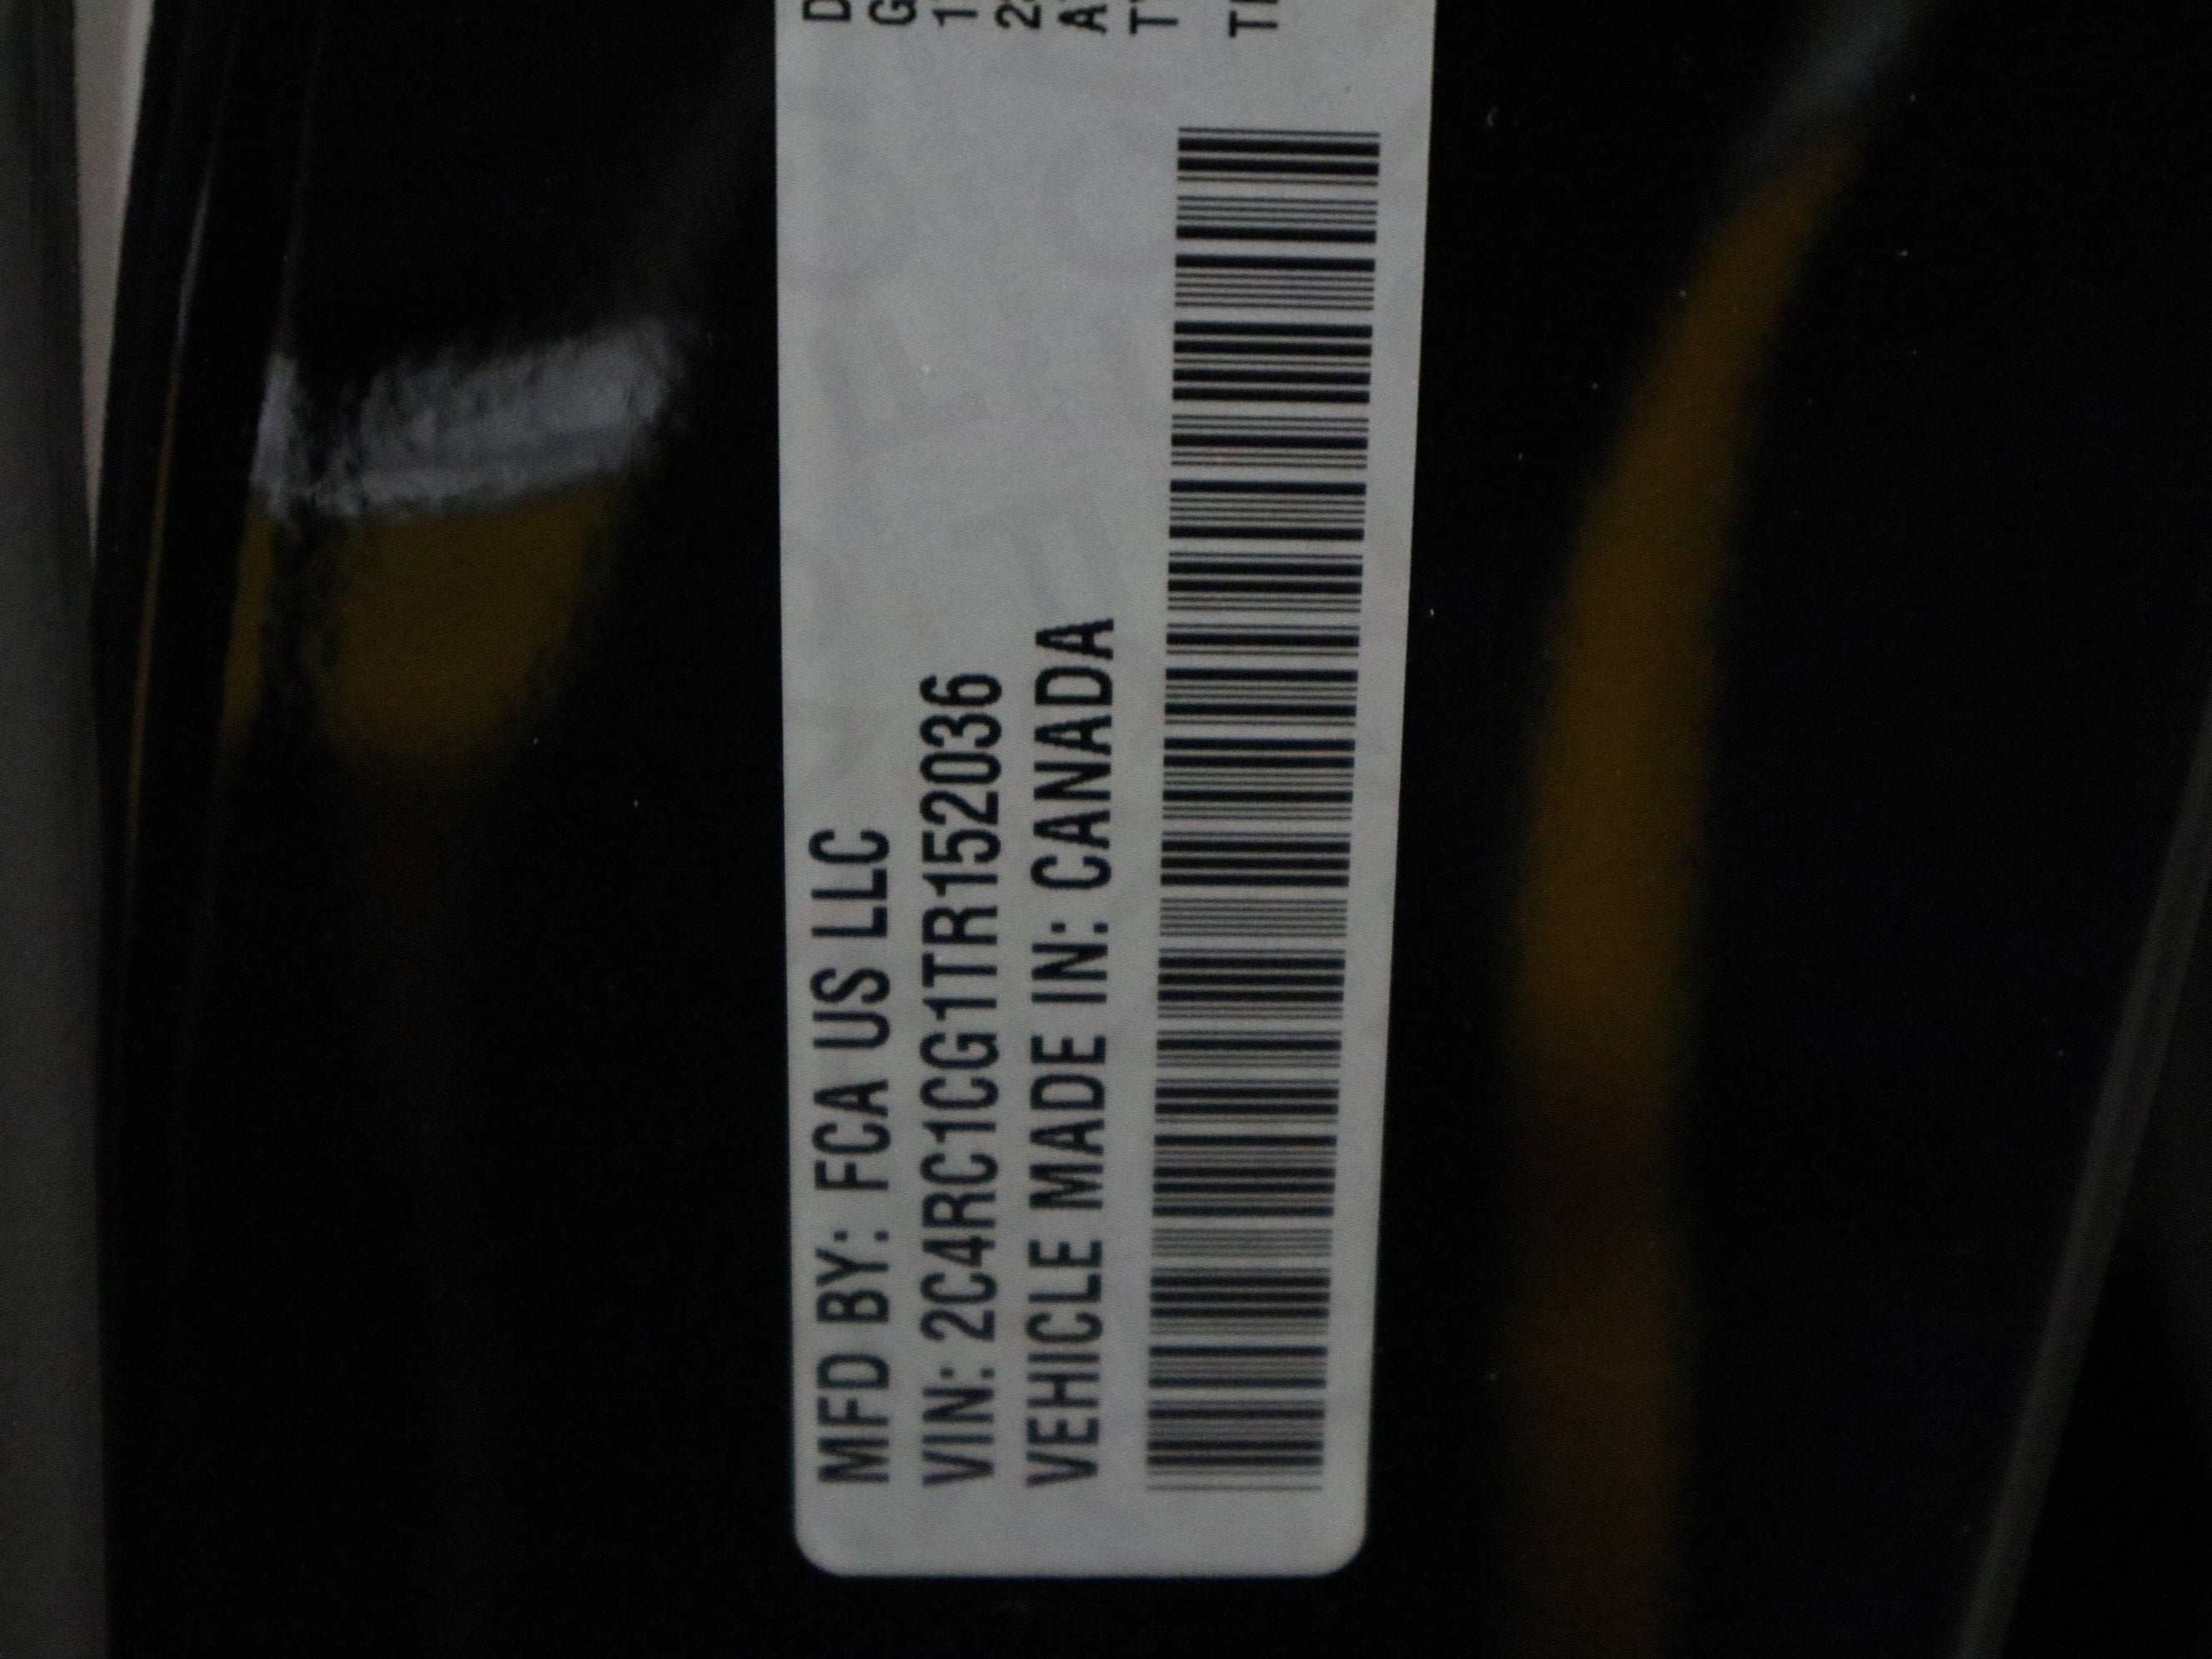 MFD BY: FCA US LLC
VIN: 2C4RC1CG1TR152036
VEHICLE MADE IN: CANADA